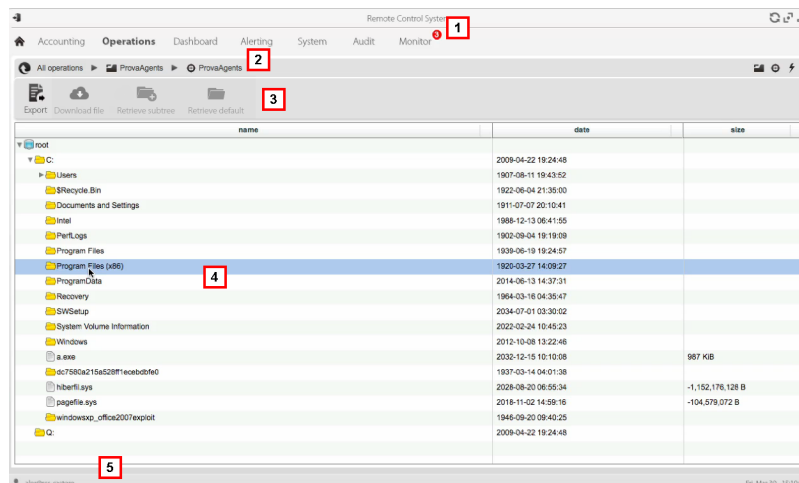 Remote Control System
1
Accounting Operations Dashboard Alerting System Audit Monitor 3
2
All operations ProvaAgents ProvaAgents
3
Export Download file Retrieve subtree Retrieve default
name date size
root
C: 2009-04-22 19:24:48
Users 1907-08-11 19:43:52
$Recycle.Bin 1922-06-04 21:35:00
Documents and Settings 1911-07-07 20:10:41
Intel 1988-12-13 06:41:55
PerfLogs 1902-09-04 19:19:09
Program Files 1939-06-19 19:24:57
Program Files (x86) 1920-03-27 14:09:27
4
ProgramData 2014-06-13 14:37:31
Recovery 1964-03-16 04:35:47
SWSetup 2034-07-01 03:30:02
System Volume Information 2022-02-24 10:45:23
Windows 2012-10-08 13:22:46
a.exe 2032-12-15 10:10:08 987 KiB
dc7580a215a528ff1ecebdbfe0 1937-03-14 04:01:38
hiberfil.sys 2028-08-20 06:55:34 -1,152,176,128 B
pagefile.sys 2018-11-02 14:59:16 -104,579,072 B
windowsxp_office2007exploit 1946-09-20 09:40:25
Q: 2009-04-22 19:24:48
5